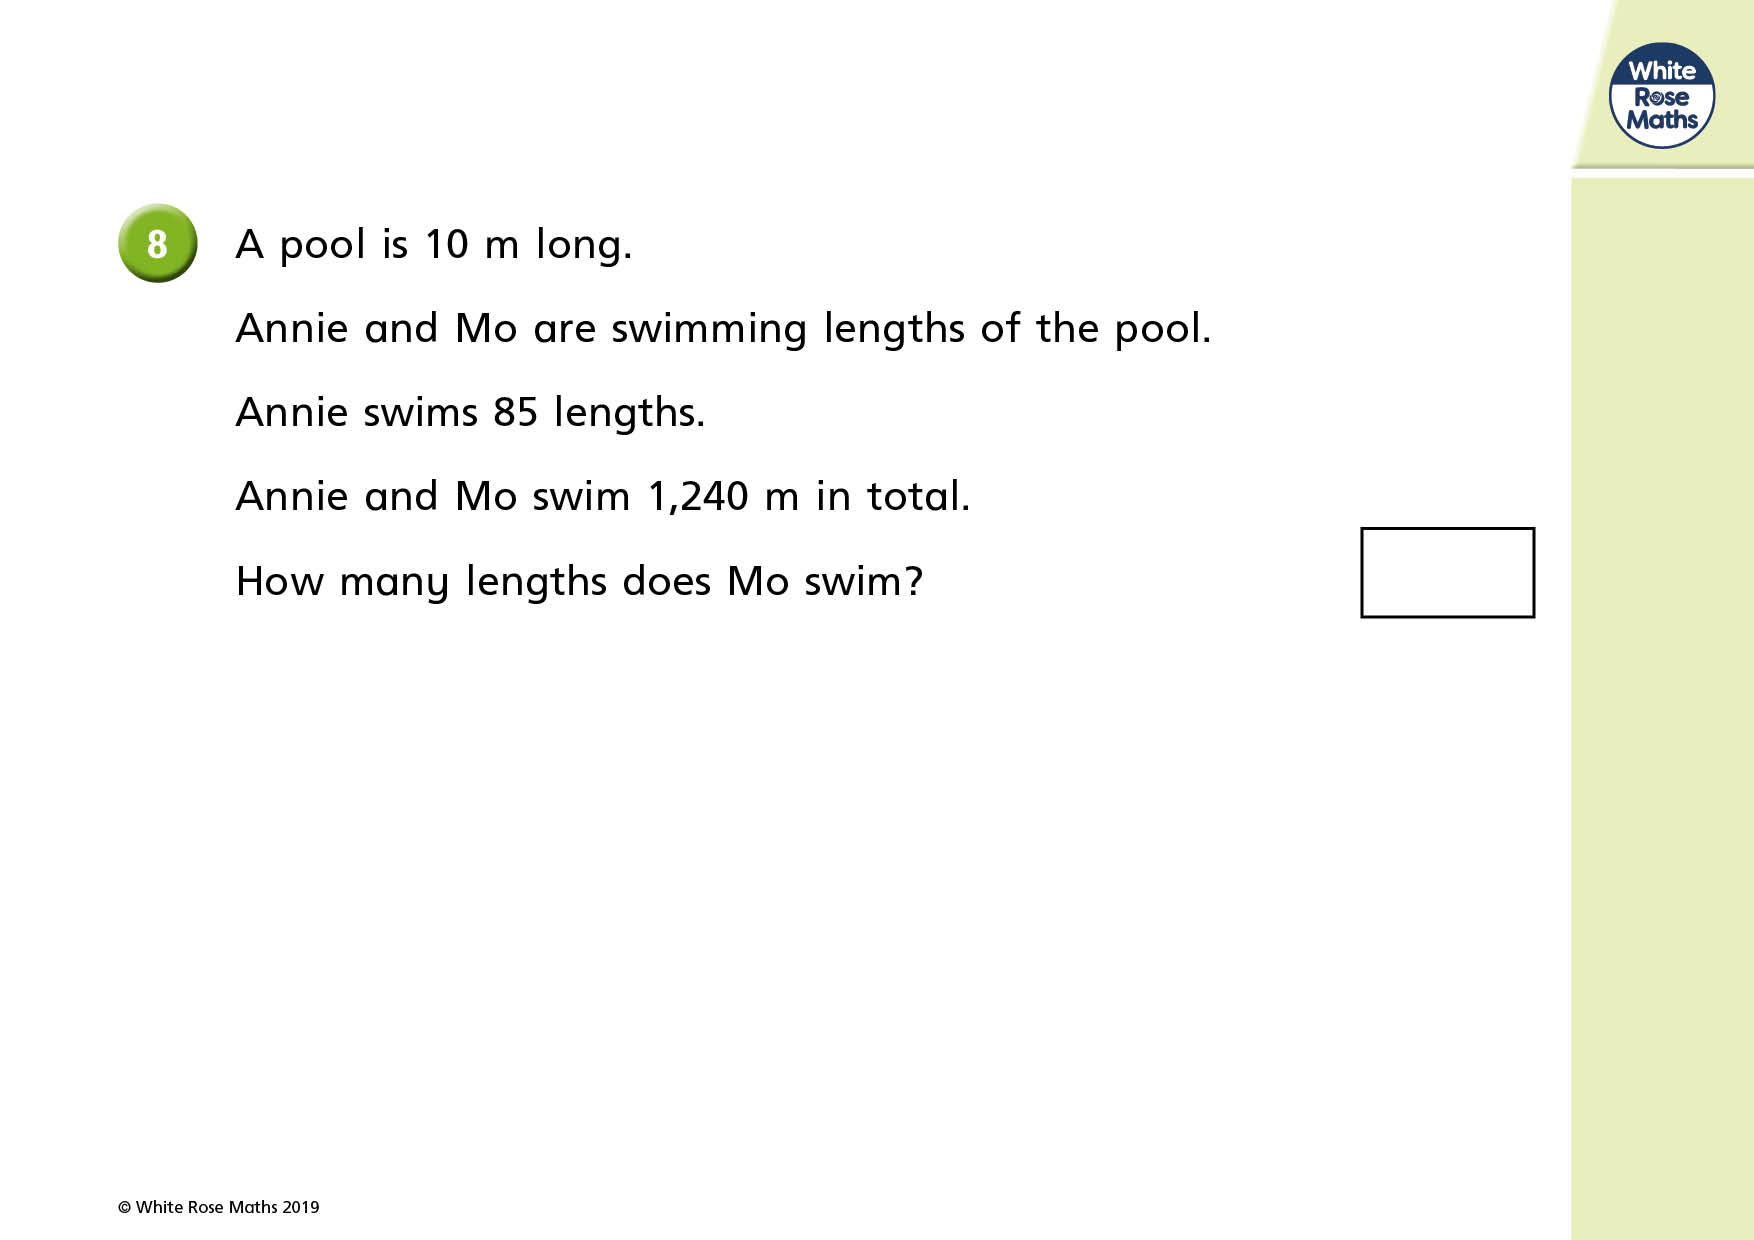 White
Rose
Maths
8 A pool is 10 m long.
Annie and Mo are swimming lengths of the pool.
Annie swims 85 lengths.
Annie and Mo swim 1,240 m in total.
How many lengths does Mo swim?
© White Rose Maths 2019